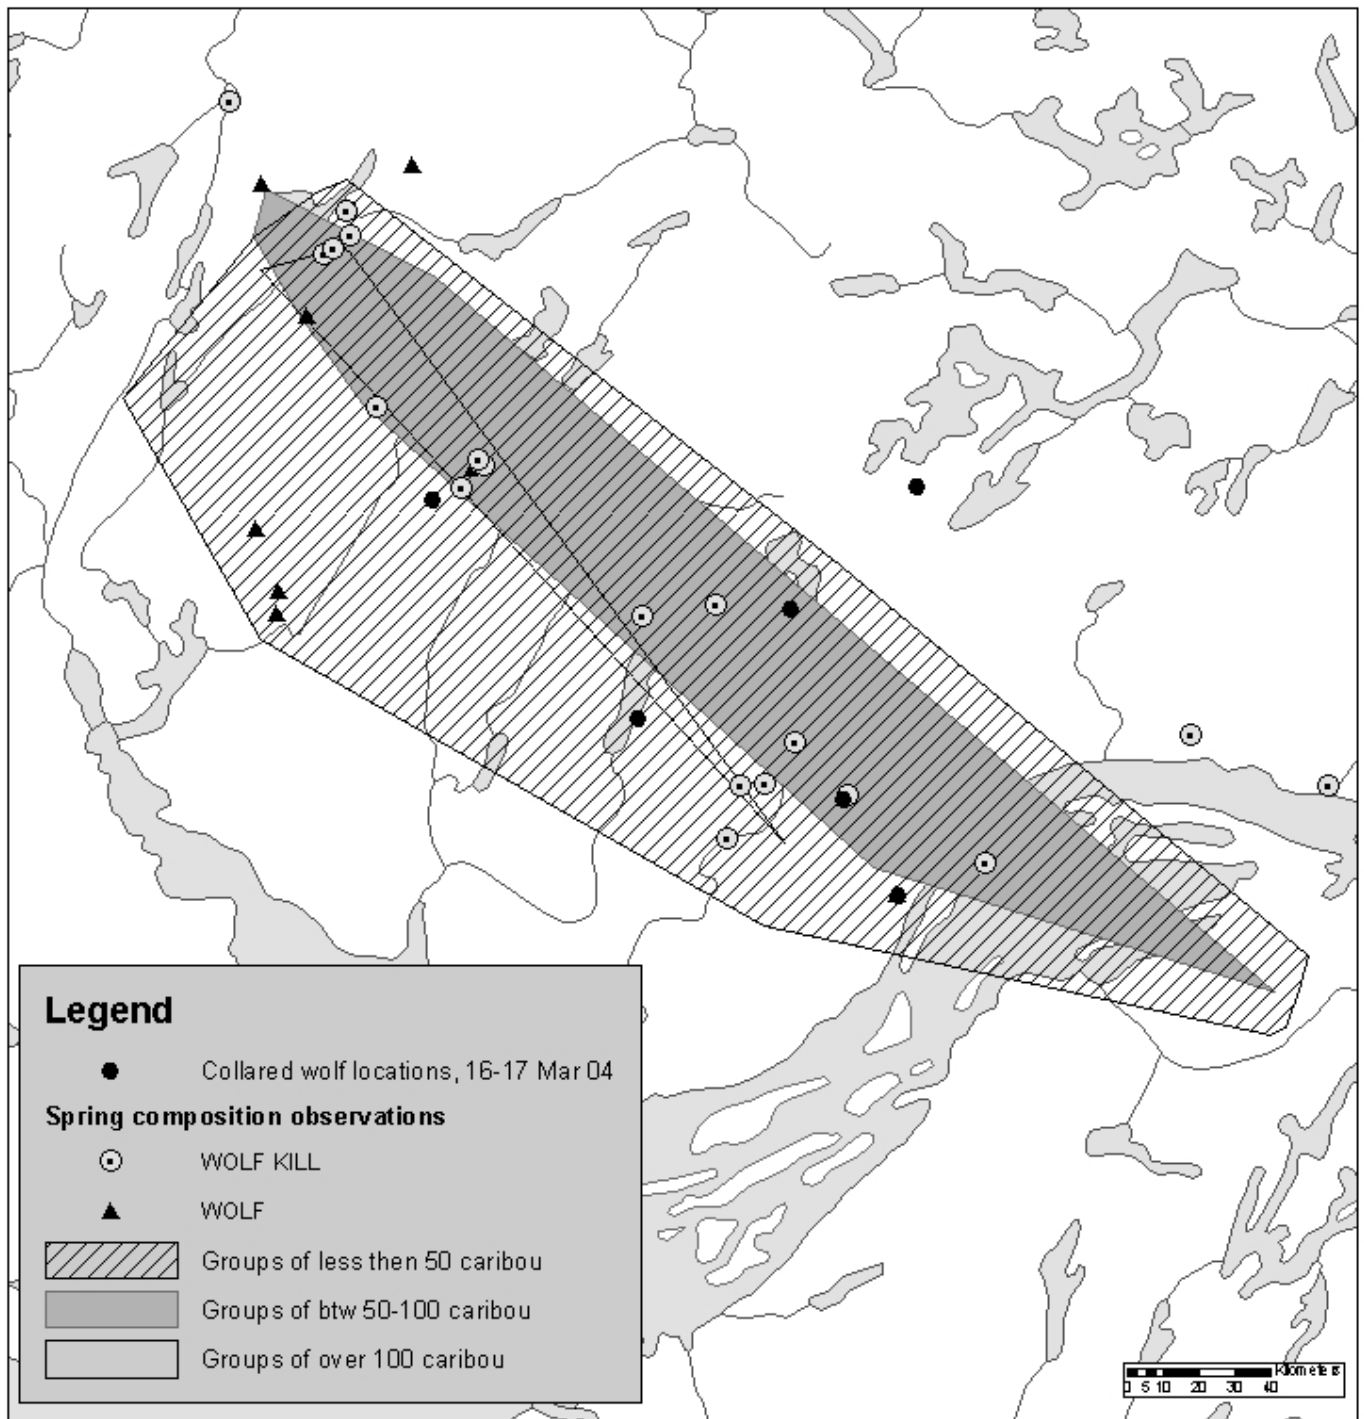 Legend
Collared wolf locations, 16-17 Mar 04
Spring composition observations
WOLF KILL
WOLF
Groups of less then 50 caribou
Groups of btw 50-100 caribou
Groups of over 100 caribou
Kilometers
0 5 10 20 30 40